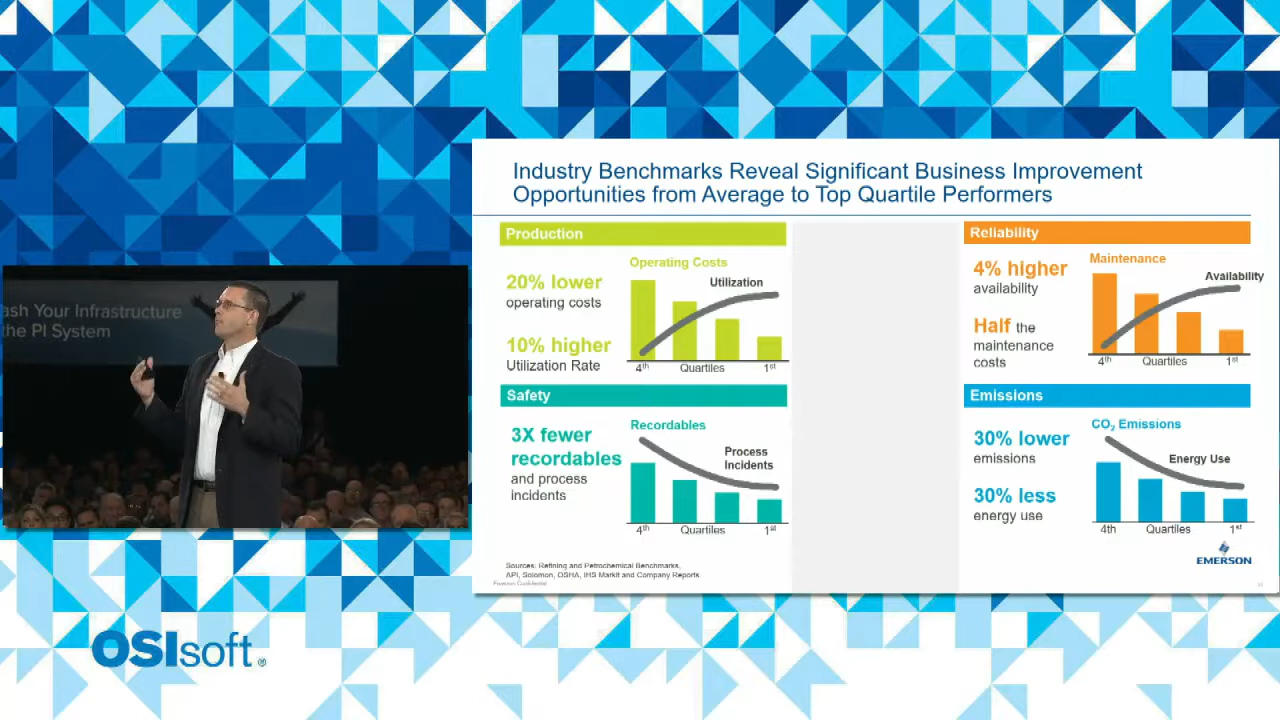 Industry Benchmarks Reveal Significant Business Improvement
Opportunities from Average to Top Quartile Performers
Production
20% lower
operating costs
10% higher
Utilization Rate
Operating Costs
Utilization
4th
Quartiles
1st
Reliability
4% higher
availability
Half the
maintenance
costs
Maintenance
Availability
4th
Quartiles
1st
Safety
3X fewer
recordables
and process
incidents
Recordables
Process
Incidents
4th
Quartiles
1st
Emissions
30% lower
emissions
30% less
energy use
CO₂ Emissions
Energy Use
4th
Quartiles
1st
EMERSON
Sources: Refining and Petrochemical Benchmarks,
API, Solomon, OSHA, IHS Markit and Company Reports
Emerson Confidential
ash Your Infrastructure
the PI System
OSIsoft®